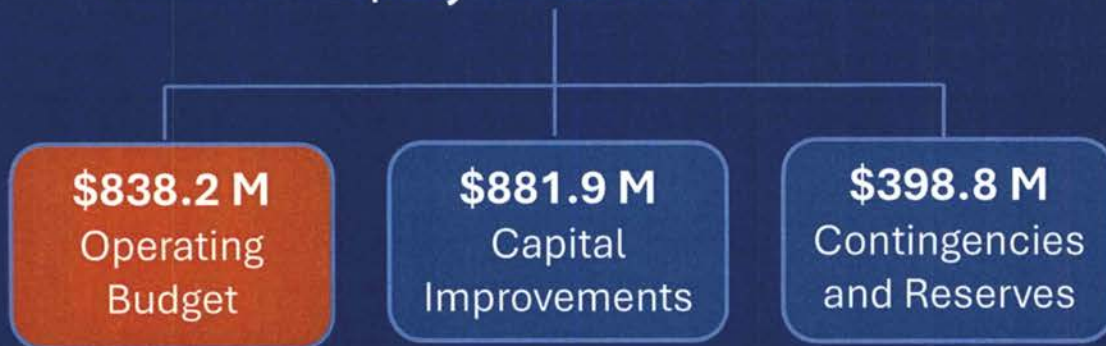 $838.2 M
Operating
Budget
$881.9 M
Capital
Improvements
$398.8 M
Contingencies
and Reserves